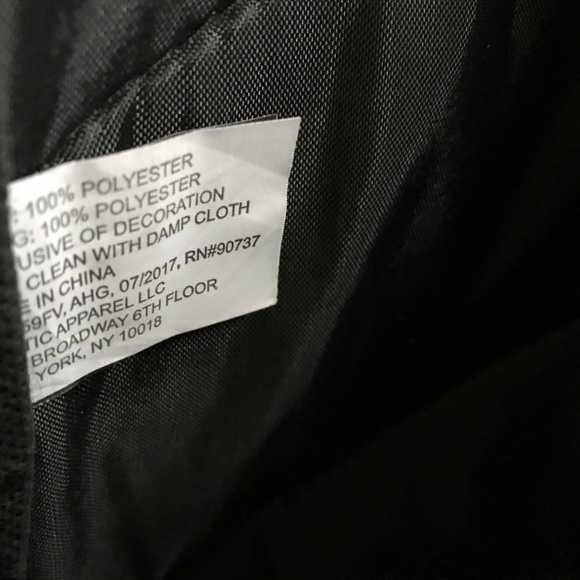 : 100% POLYESTER
G: 100% POLYESTER
USIVE OF DECORATION
CLEAN WITH DAMP CLOTH
E IN CHINA
59FV, AHG, 07/2017, RN#90737
TIC APPAREL LLC
BROADWAY 6TH FLOOR
YORK, NY 10018